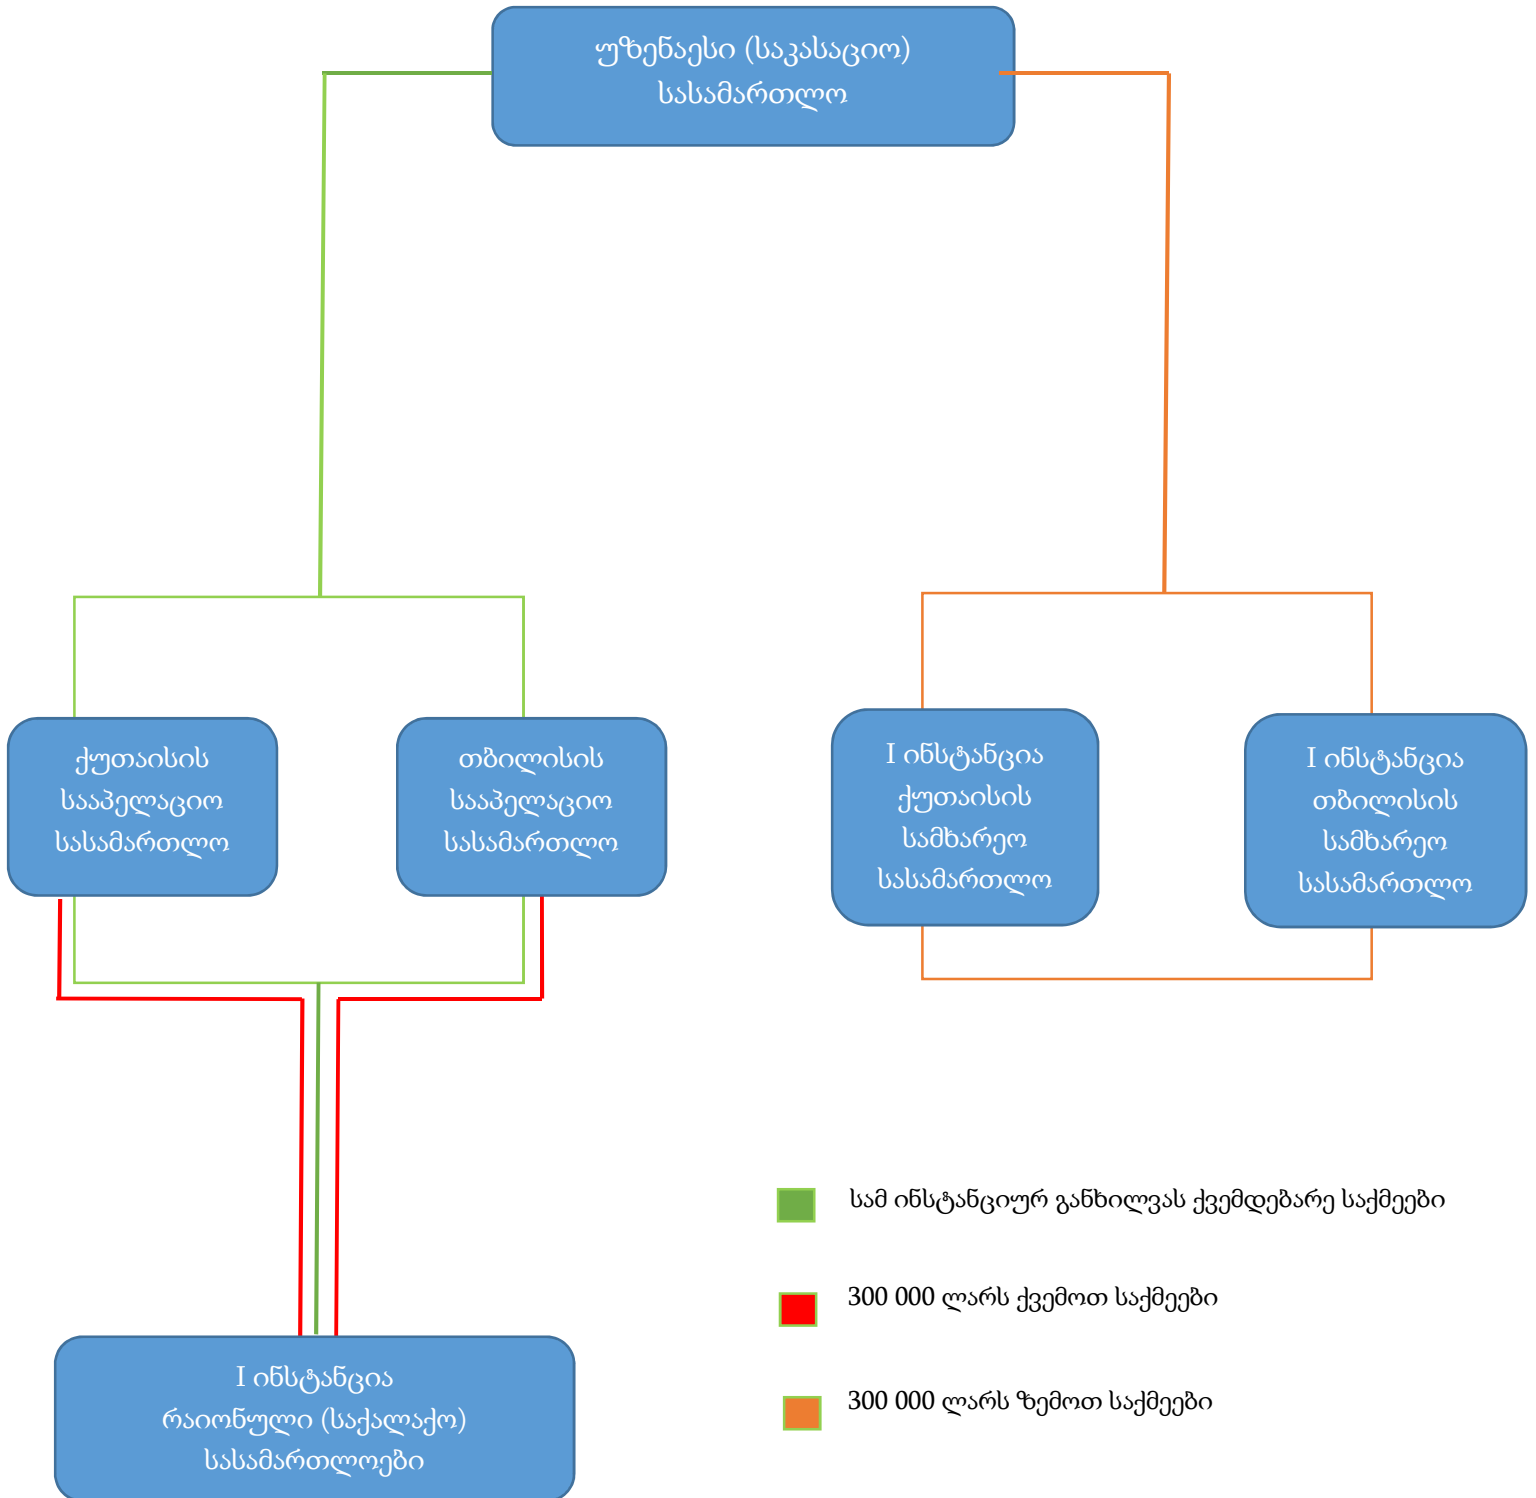 უზენაესი (საკასაციო)
სასამართლო
ქუთაისის
სააპელაციო
სასამართლო
თბილისის
სააპელაციო
სასამართლო
I ინსტანცია
ქუთაისის
სამხარეო
სასამართლო
I ინსტანცია
თბილისის
სამხარეო
სასამართლო
სამ ინსტანციურ განხილვას ქვემდებარე საქმეები
300 000 ლარს ქვემოთ საქმეები
300 000 ლარს ზემოთ საქმეები
I ინსტანცია
რაიონული (საქალაქო)
სასამართლოები